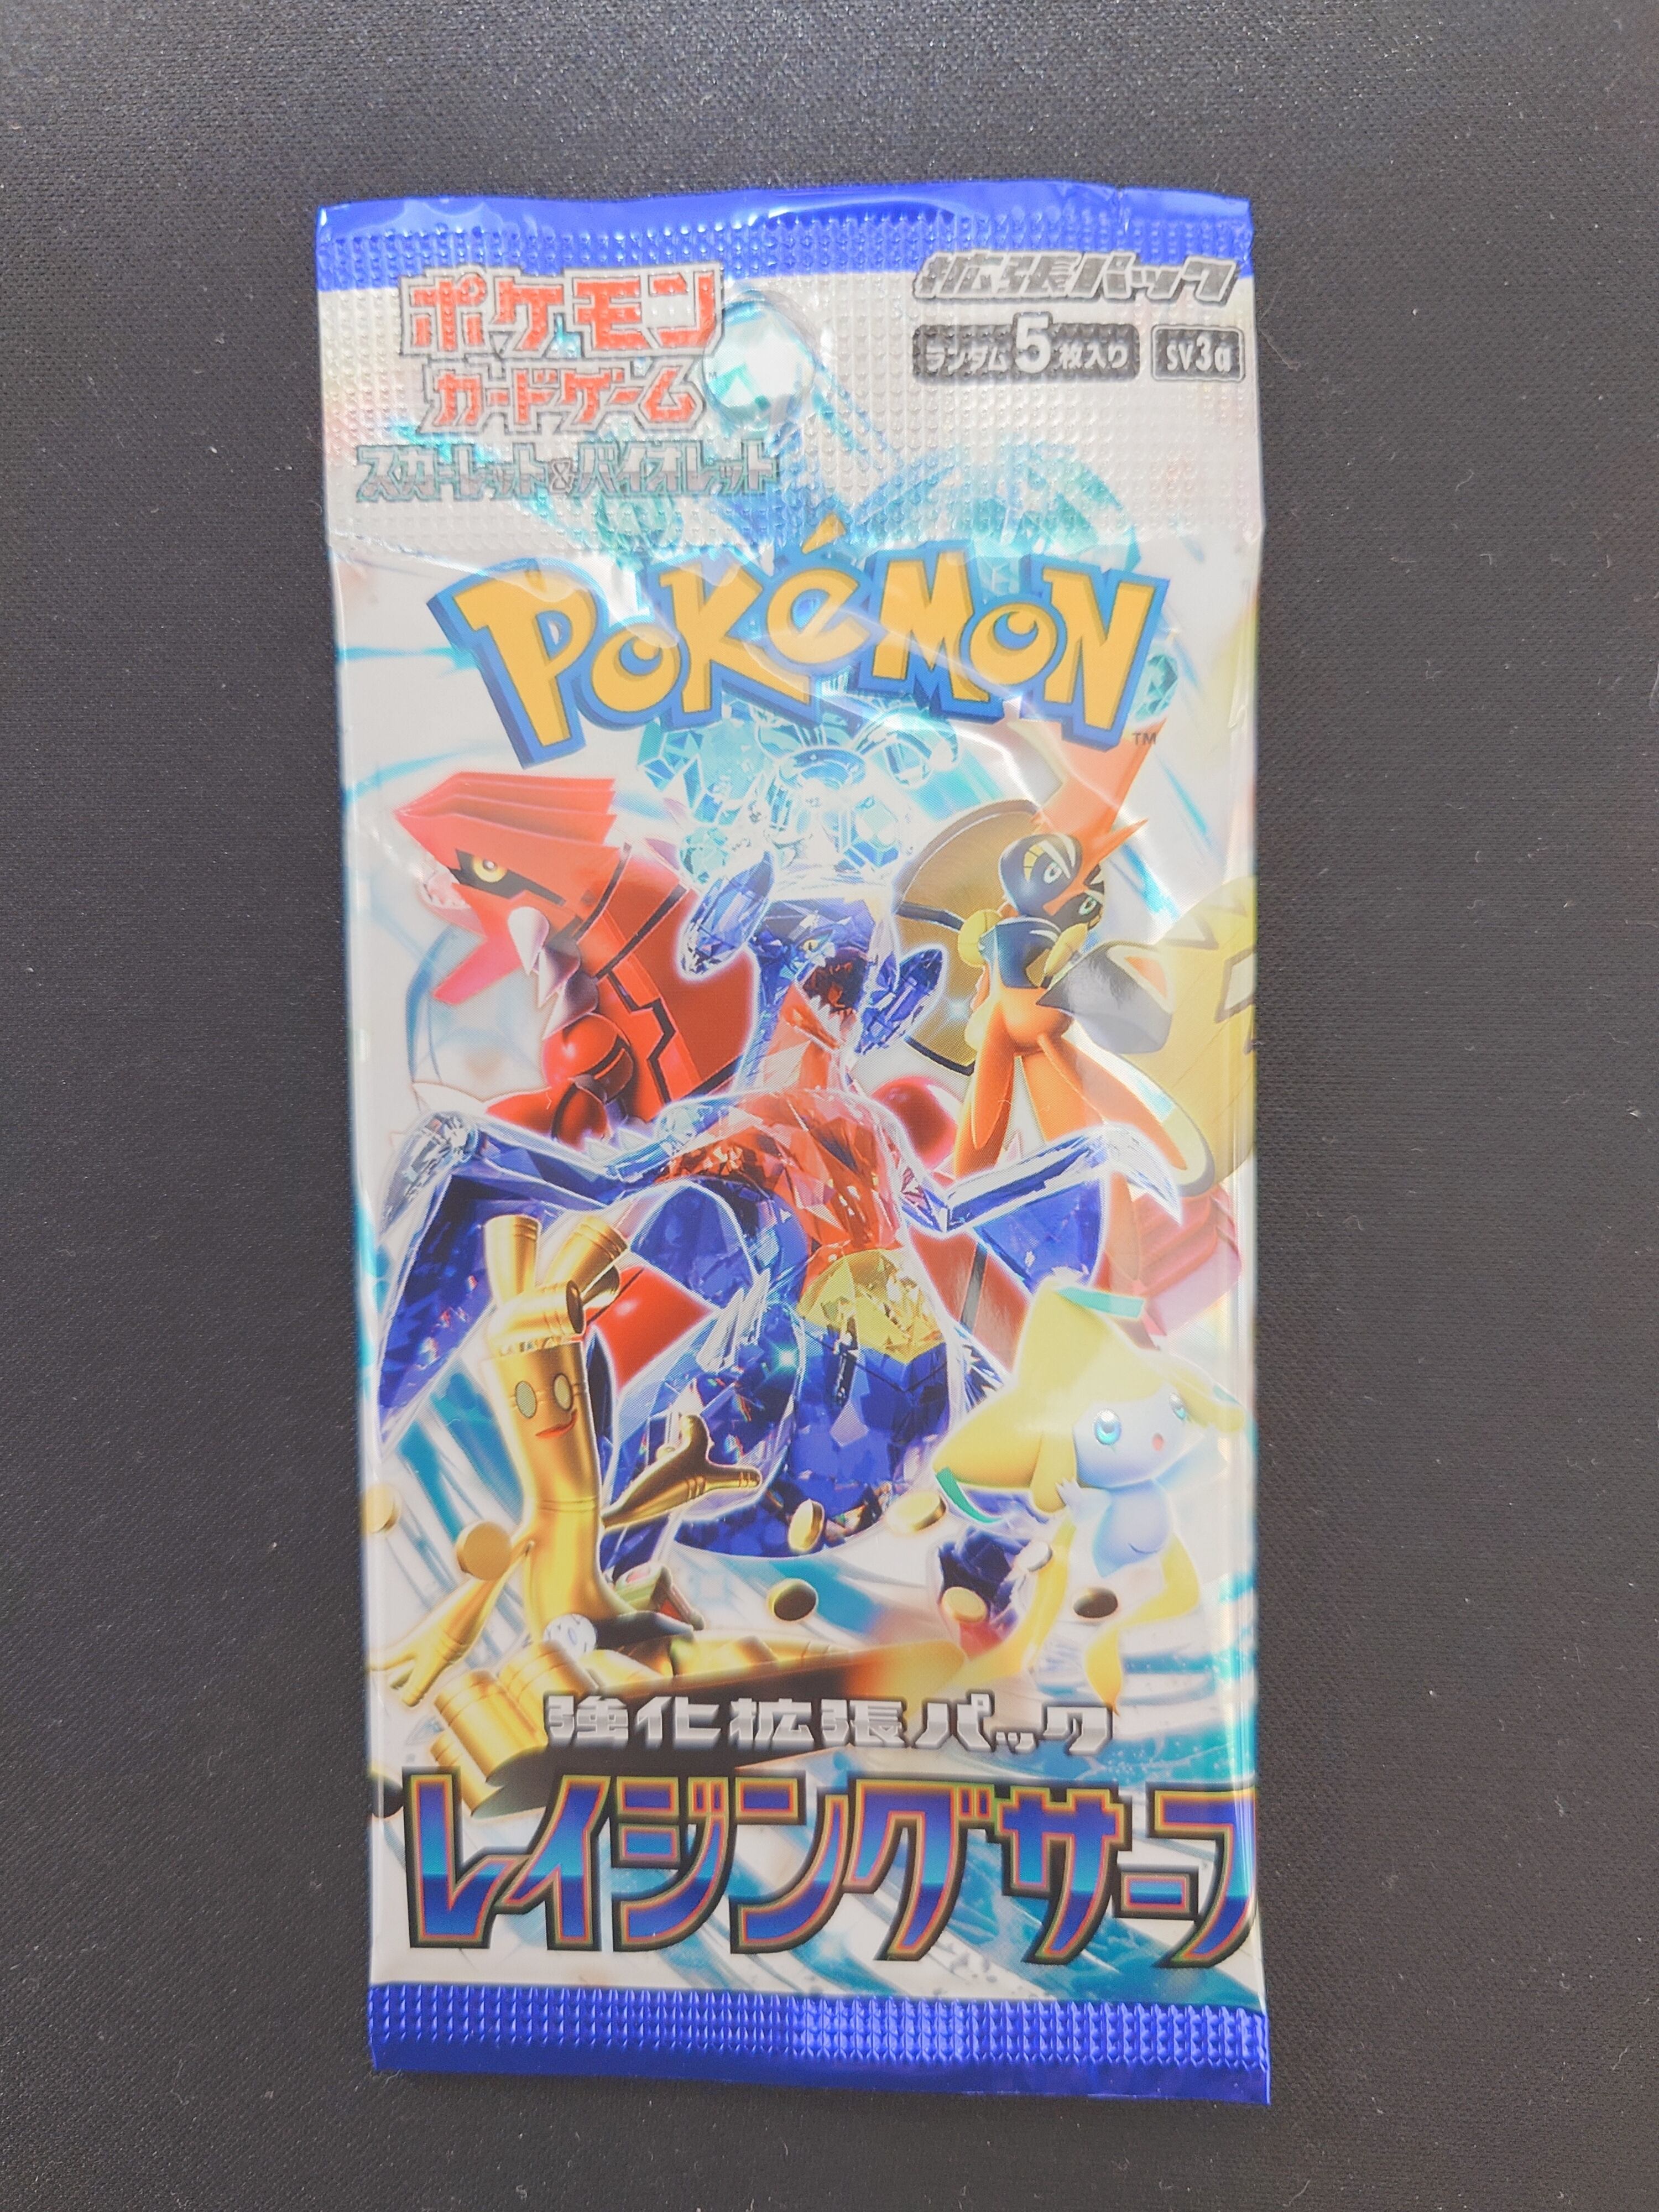 拡張パック
ポケモン
カードゲーム
ランダム5枚入り SV3a
スカーレット&バイオレット
POKéMON
TM
強化拡張パック
レイジングサーフ